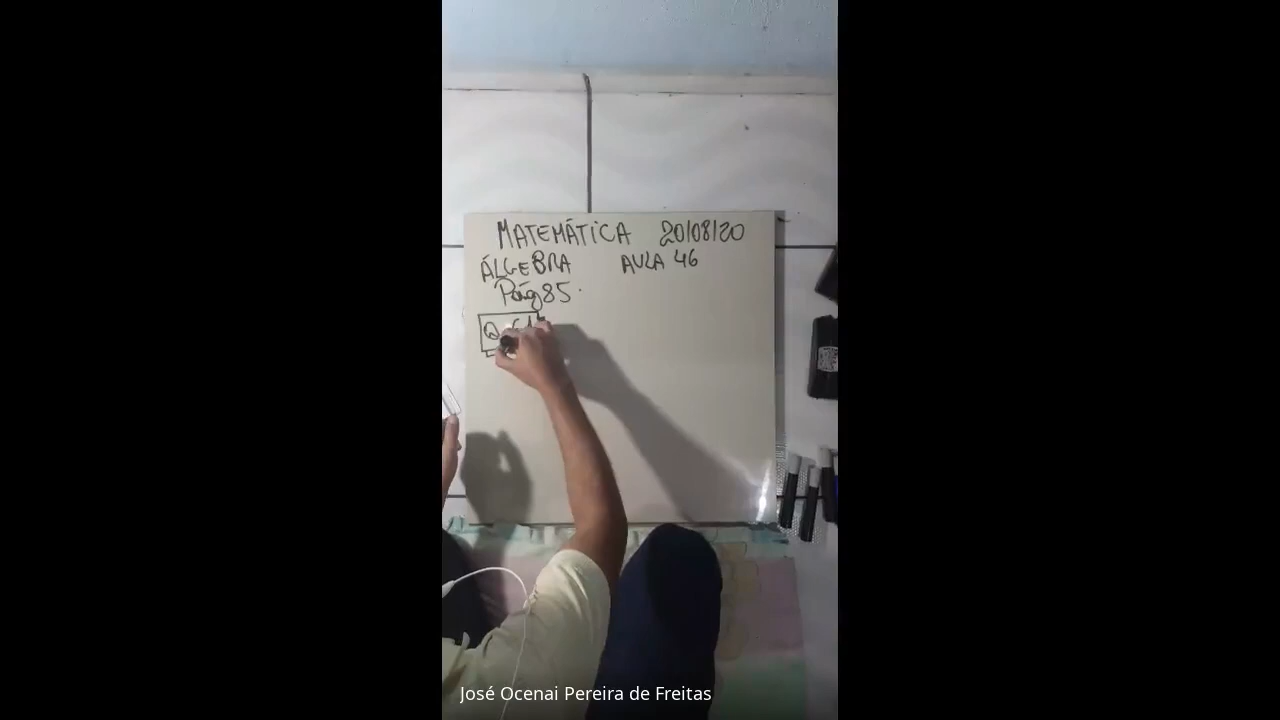 MATEMÁTICA 20/08/20
ÁLGEBRA AULA 46
Pág 85.
José Ocenai Pereira de Freitas